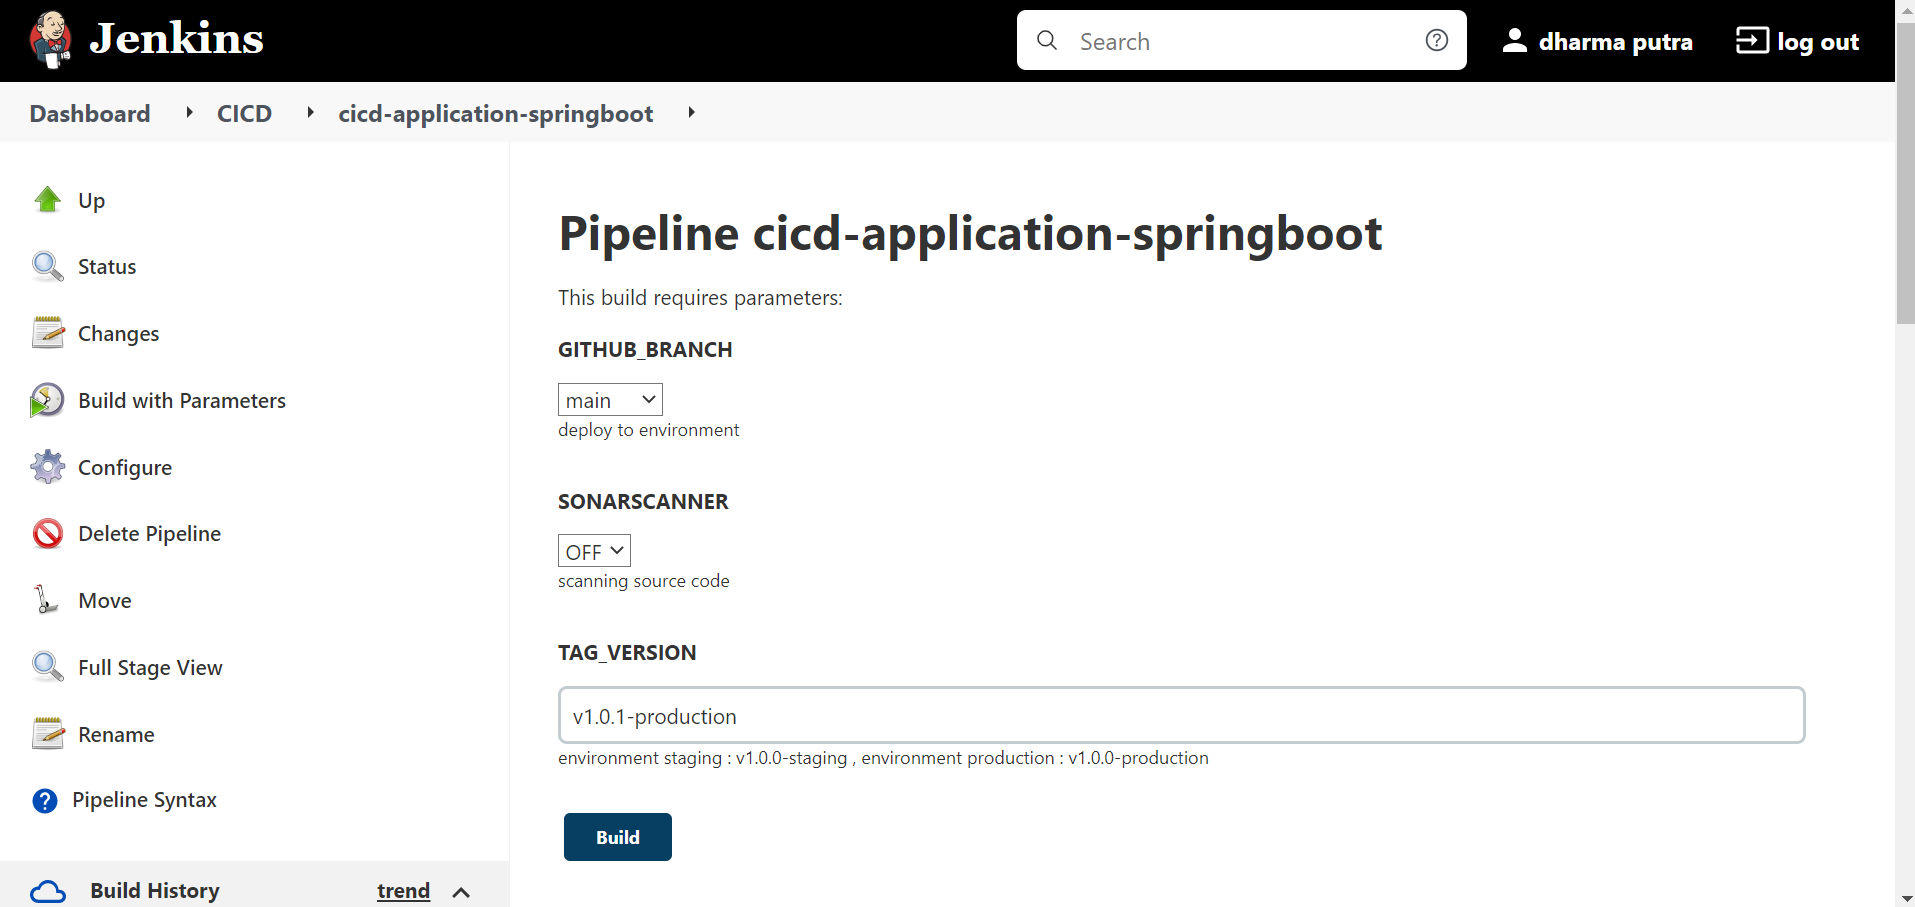 Jenkins
Search
dharma putra
log out
Dashboard
CICD
cicd-application-springboot
Up
Status
Changes
Build with Parameters
Configure
Delete Pipeline
Move
Full Stage View
Rename
Pipeline Syntax
Build History
trend
Pipeline cicd-application-springboot
This build requires parameters:
GITHUB_BRANCH
main
deploy to environment
SONARSCANNER
OFF
scanning source code
TAG_VERSION
v1.0.1-production
environment staging : v1.0.0-staging , environment production : v1.0.0-production
Build